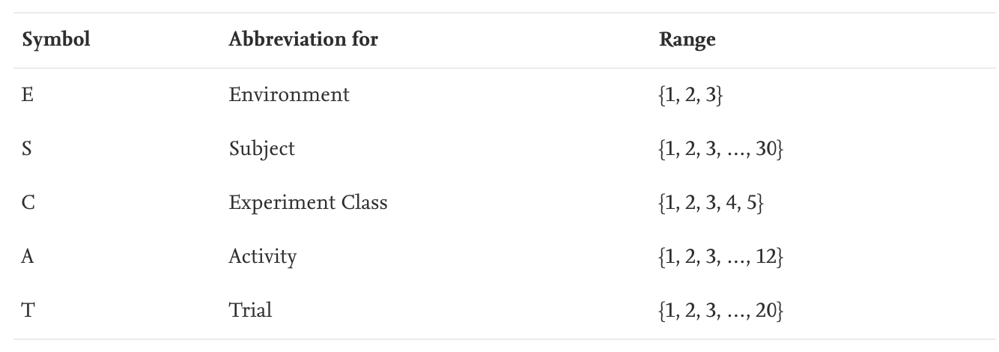 Symbol Abbreviation for Range
E Environment {1, 2, 3}
S Subject {1, 2, 3, …, 30}
C Experiment Class {1, 2, 3, 4, 5}
A Activity {1, 2, 3, …, 12}
T Trial {1, 2, 3, …, 20}